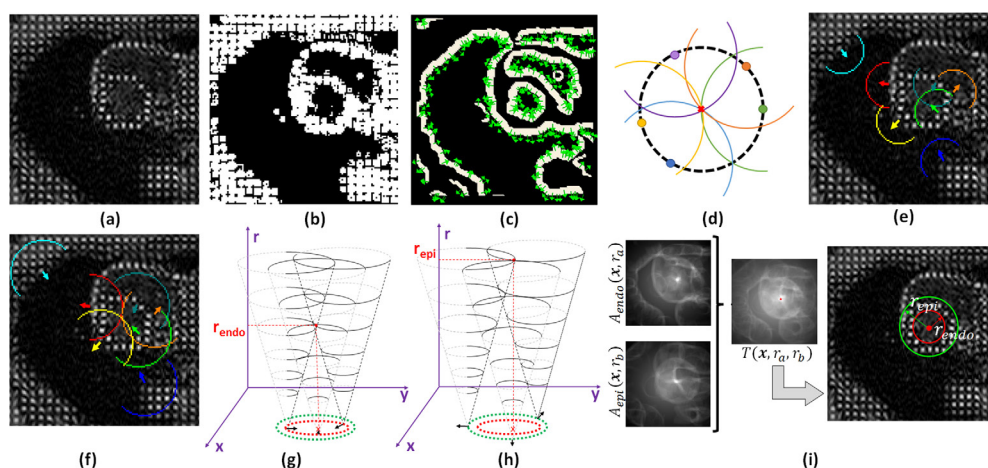 (a)
(b)
(c)
(d)
(e)
r
r_endo
y
x
x
r
r_epi
y
x
x
A_endo(x, r_a)
A_epi(x, r_b)
T(x, r_a, r_b)
r_epi
r_endo
(f)
(g)
(h)
(i)